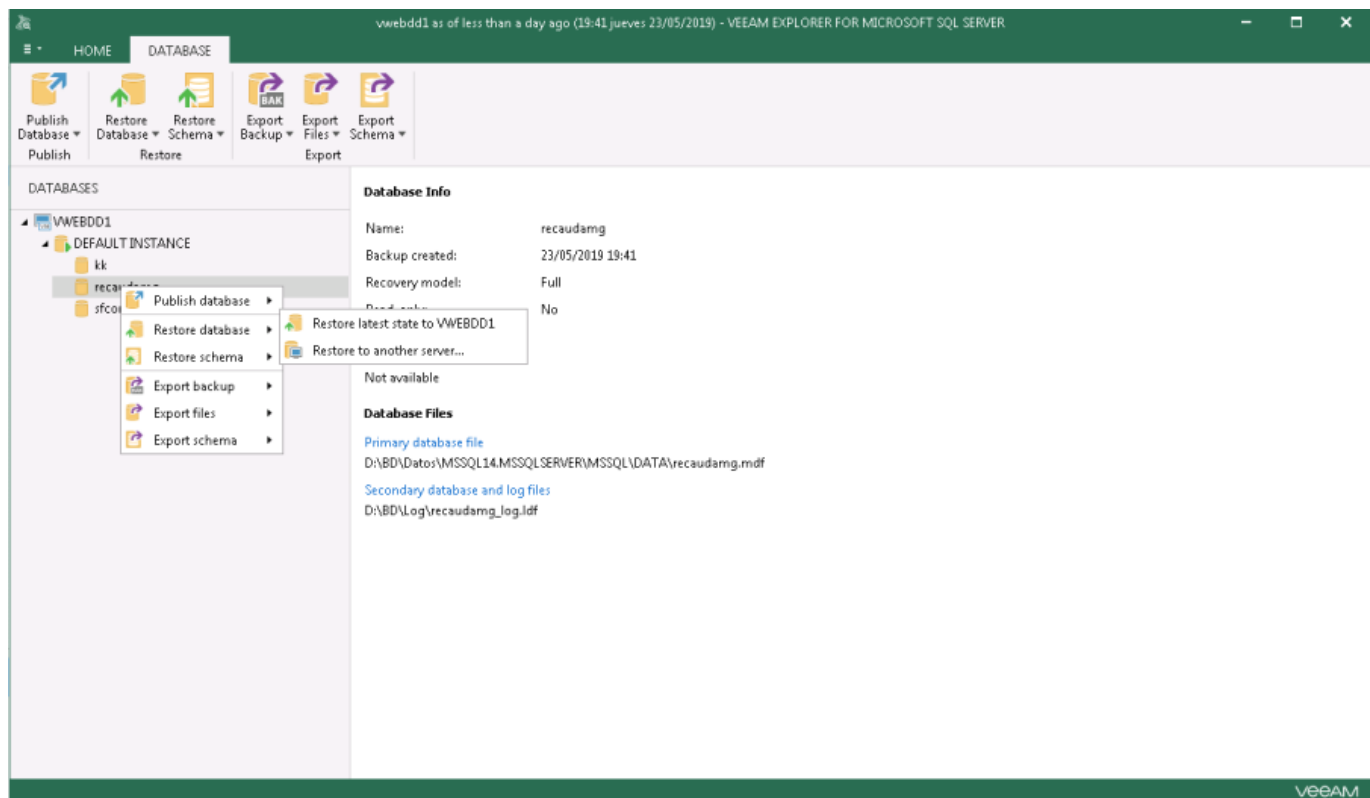 vwebdd1 as of less than a day ago (19:41 jueves 23/05/2019) - VEEAM EXPLORER FOR MICROSOFT SQL SERVER
HOME DATABASE
Publish Database
Restore Database
Restore Schema
Export Backup
BAK
Export Files
Export Schema
Publish
Restore
Export
DATABASES
VWEBDD1
DEFAULT INSTANCE
kk
Publish database
Restore database
Restore schema
Export backup
Export files
Export schema
Restore latest state to VWEBDD1
Restore to another server...
Database Info
Name: recaudamg
Backup created: 23/05/2019 19:41
Recovery model: Full
No
Not available
Database Files
Primary database file
D:\BD\Datos\MSSQL14.MSSQLSERVER\MSSQL\DATA\recaudamg.mdf
Secondary database and log files
D:\BD\Log\recaudamg_log.ldf
VEEAM